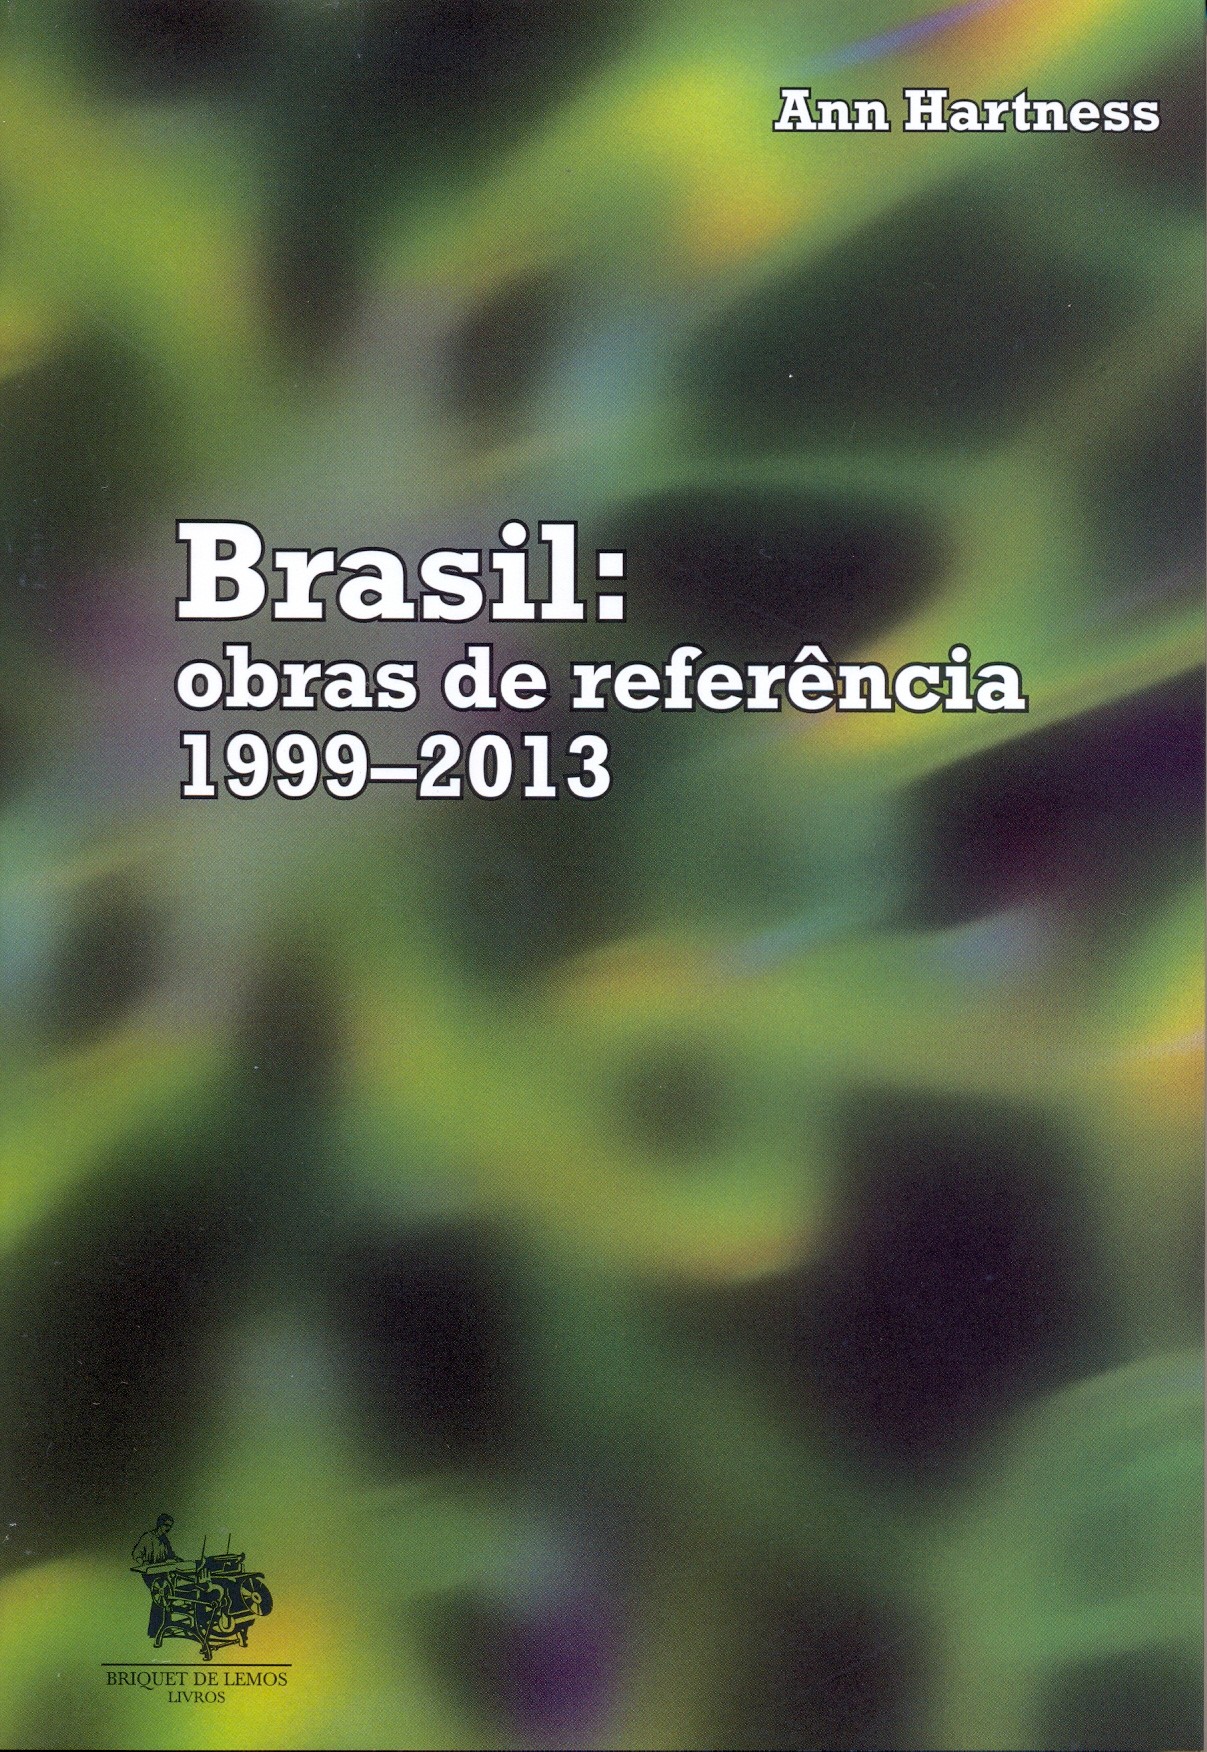 Ann Hartness
Brasil:
obras de referência
1999–2013
BRIQUET DE LEMOS
LIVROS